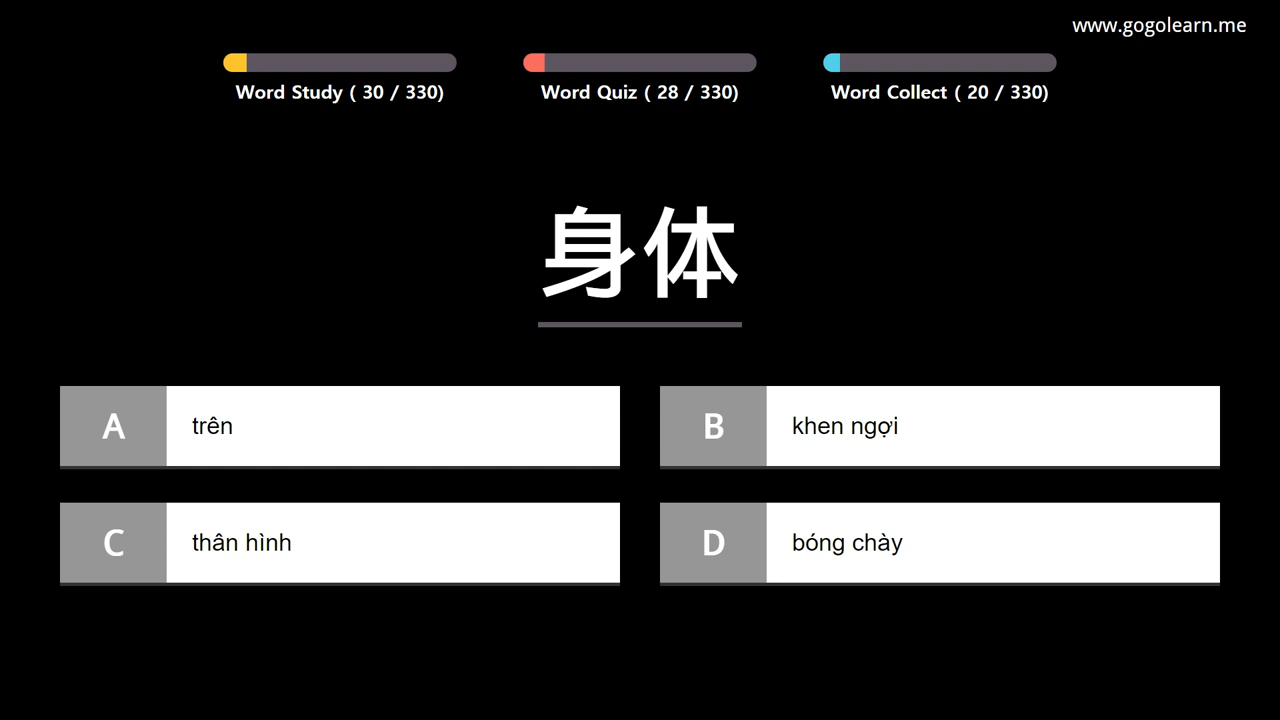 www.gogolearn.me
Word Study ( 30 / 330)
Word Quiz ( 28 / 330)
Word Collect ( 20 / 330)
身体
A trên
B khen ngợi
C thân hình
D bóng chày